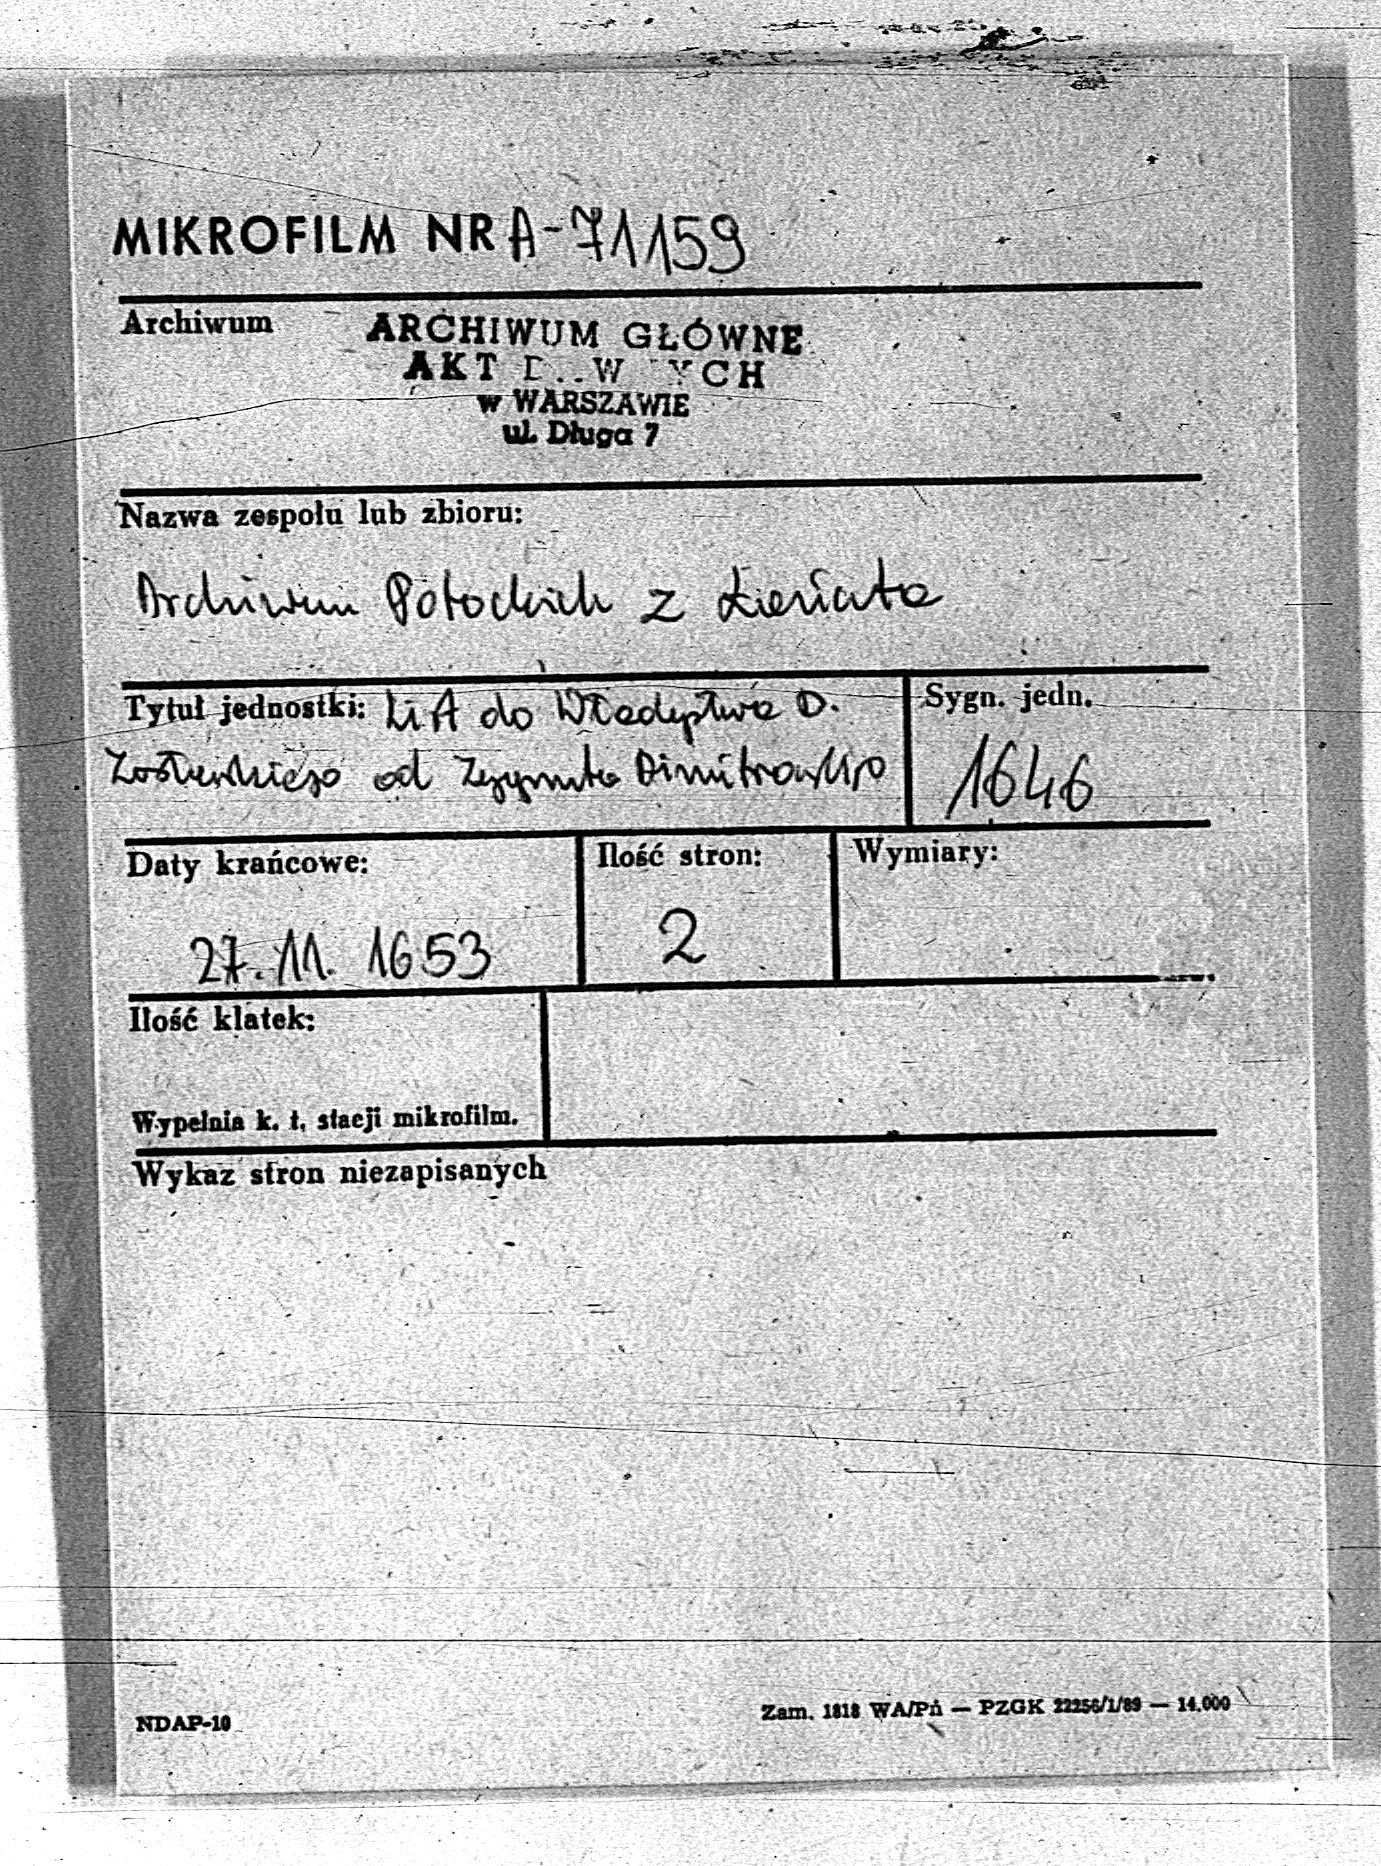 MIKROFILM NR A-71159
Archiwum
ARCHIWUM GŁÓWNE
AKT D..W YCH
w WARSZAWIE
ul. Długa 7
Nazwa zespołu lub zbioru:
Archiwum Potockich z Łańcuta
Tytuł jednostki: List do Władysława D.
Zasławskiego od Zygmunta Dimitrowskiego
Sygn. jedn.
1646
Daty krańcowe:
27.11.1653
Ilość stron:
2
Wymiary:
Ilość klatek:
Wypełnia k. t. stacji mikrofilm.
Wykaz stron niezapisanych
NDAP-10
Zam. 1818 WA/Pń — PZGK 22256/1/89 — 14.000